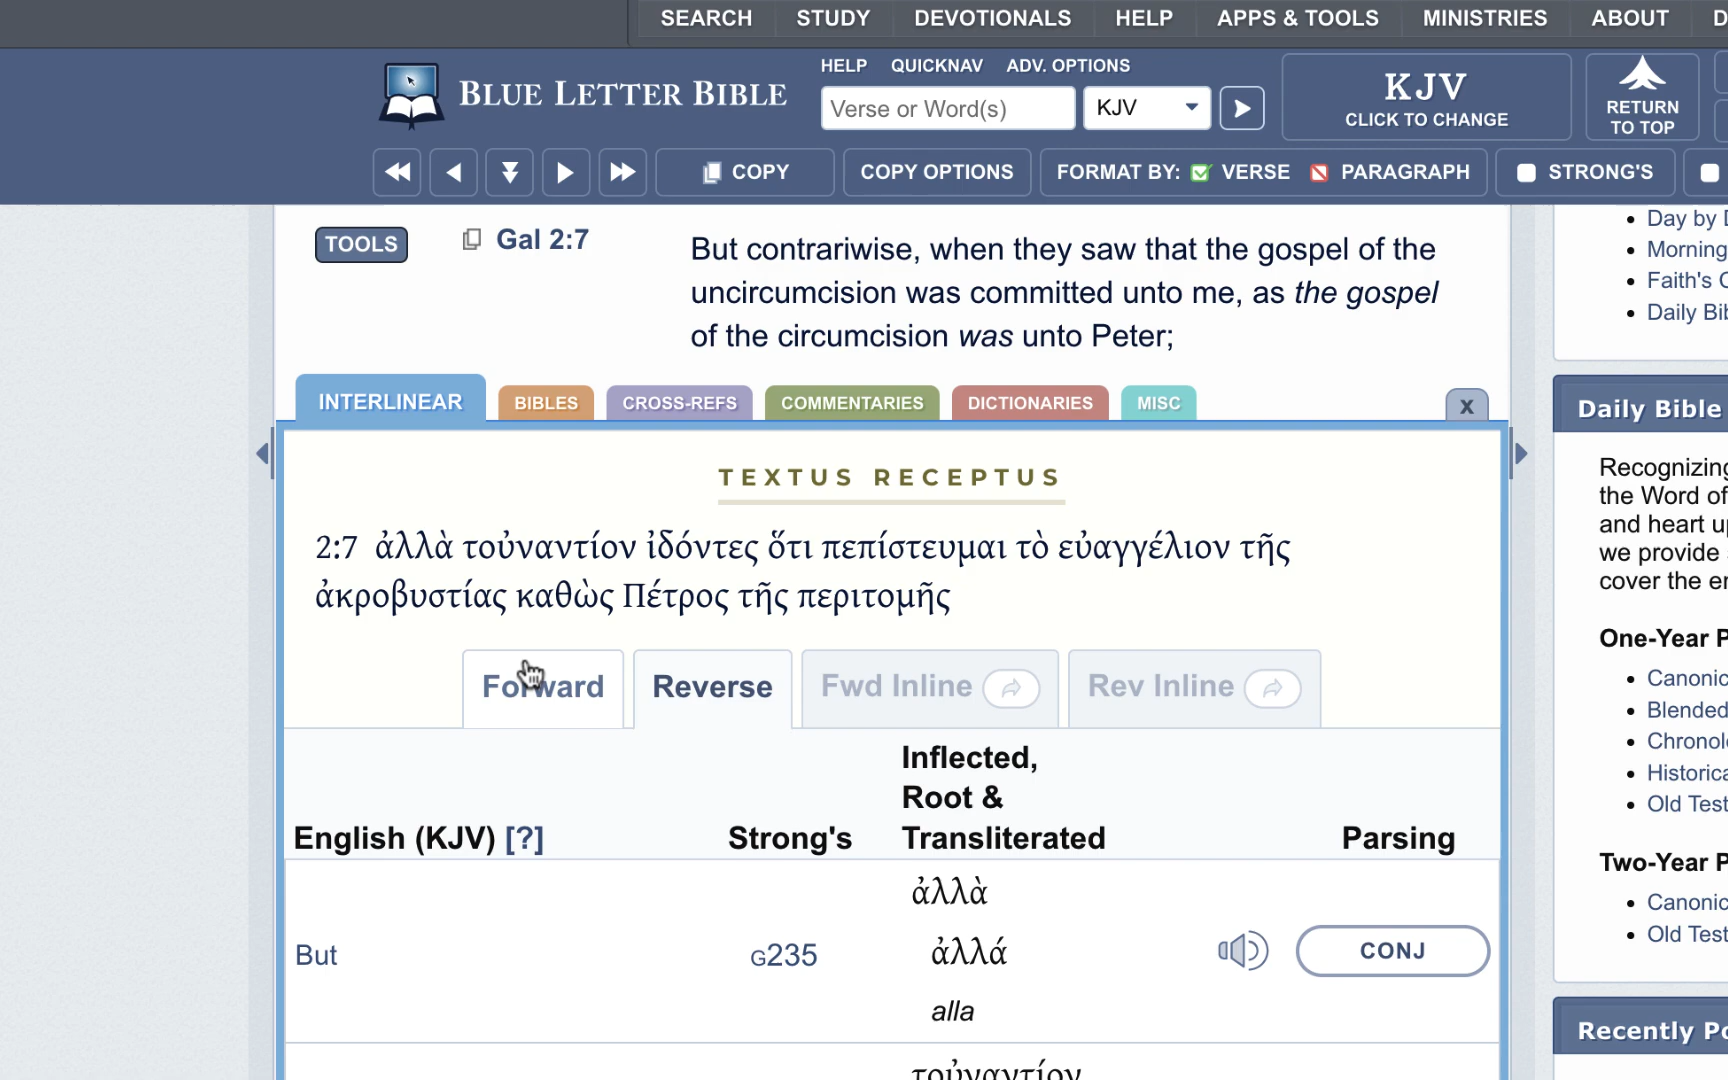 SEARCH STUDY DEVOTIONALS HELP APPS & TOOLS MINISTRIES ABOUT
BLUE LETTER BIBLE
HELP QUICKNAV ADV. OPTIONS
Verse or Word(s) KJV
KJV
CLICK TO CHANGE
RETURN
TO TOP
COPY COPY OPTIONS FORMAT BY: VERSE PARAGRAPH STRONG'S
TOOLS Gal 2:7
But contrariwise, when they saw that the gospel of the
uncircumcision was committed unto me, as the gospel
of the circumcision was unto Peter;
INTERLINEAR BIBLES CROSS-REFS COMMENTARIES DICTIONARIES MISC X
TEXTUS RECEPTUS
2:7 ἀλλὰ τοὐναντίον ἰδόντες ὅτι πεπίστευμαι τὸ εὐαγγέλιον τῆς
ἀκροβυστίας καθὼς Πέτρος τῆς περιτομῆς
Forward Reverse Fwd Inline Rev Inline
English (KJV) [?] Strong's
Inflected,
Root &
Transliterated
Parsing
But G235
ἀλλὰ
ἀλλά
alla
CONJ
τοὐναντίον
Day by
Morning
Faith's
Daily
Daily Bible
Recognizing
the Word of
and heart
we provide
cover the
One-Year
Canonic
Blended
Chronol
Historica
Old Test
Two-Year
Canonic
Old Test
Recently